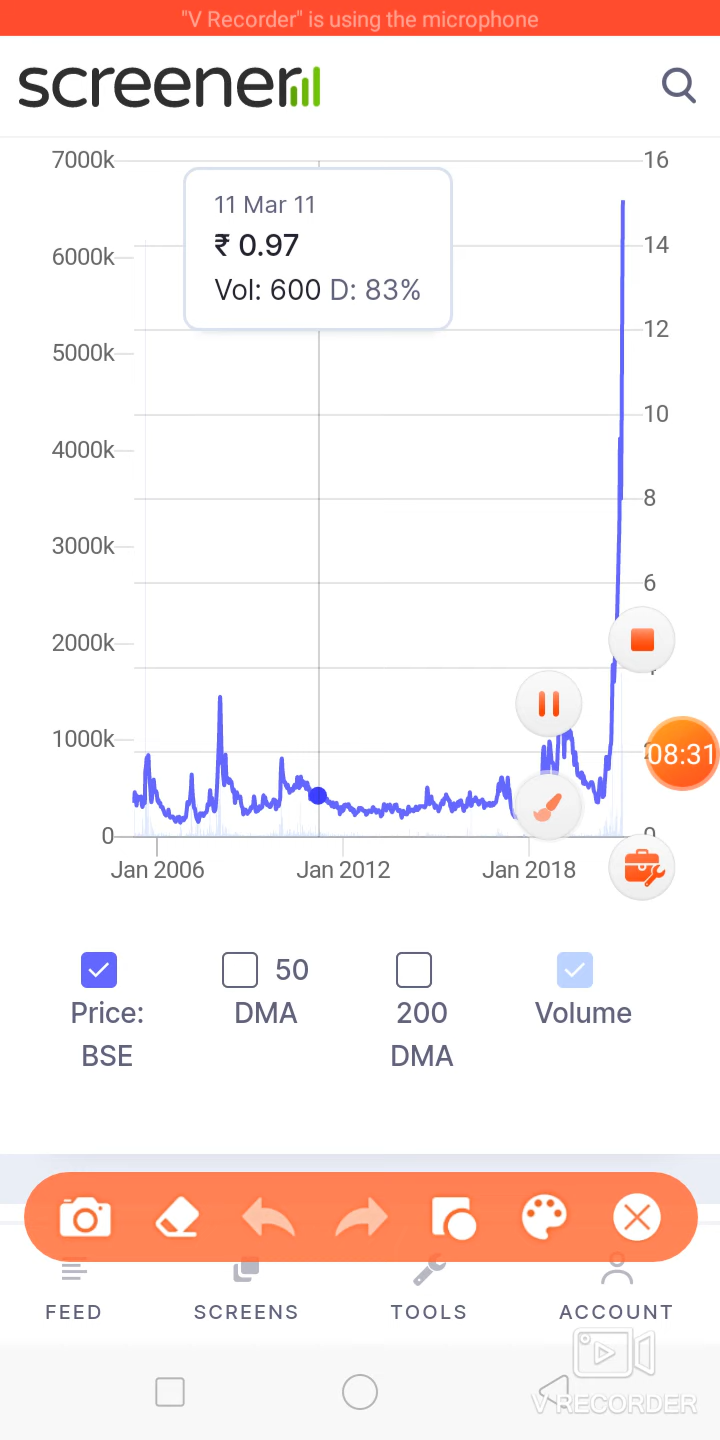 "V Recorder" is using the microphone
screener
7000k 16
11 Mar 11
₹ 0.97
Vol: 600 D: 83%
6000k 14
5000k 12
4000k 10
3000k 8
6
2000k
1000k
08:31
0 0
Jan 2006 Jan 2012 Jan 2018
Price: BSE
50 DMA
200 DMA
Volume
FEED SCREENS TOOLS ACCOUNT
V RECORDER